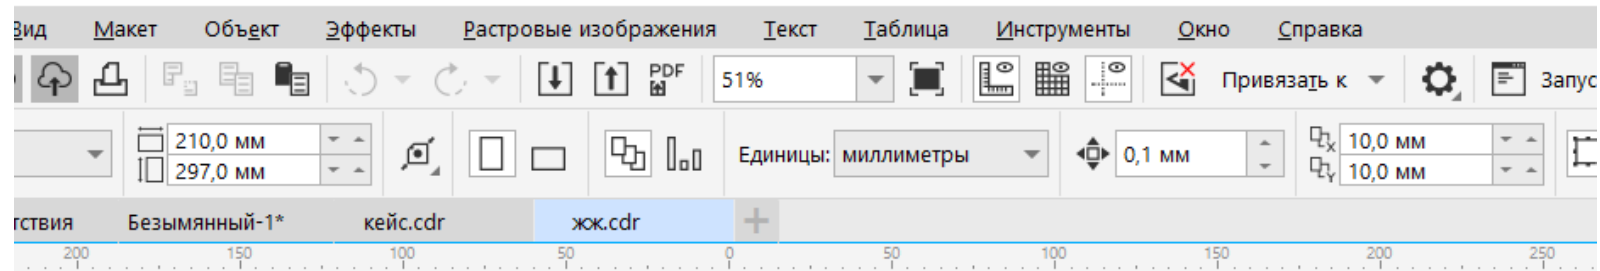 Вид Макет Объект Эффекты Растровые изображения Текст Таблица Инструменты Окно Справка
PDF 51% Привязать к Запус
210,0 мм
297,0 мм
Единицы: миллиметры 0,1 мм
10,0 мм
10,0 мм
тствия Безымянный-1* кейс.cdr жж.cdr
200 150 100 50 0 50 100 150 200 250